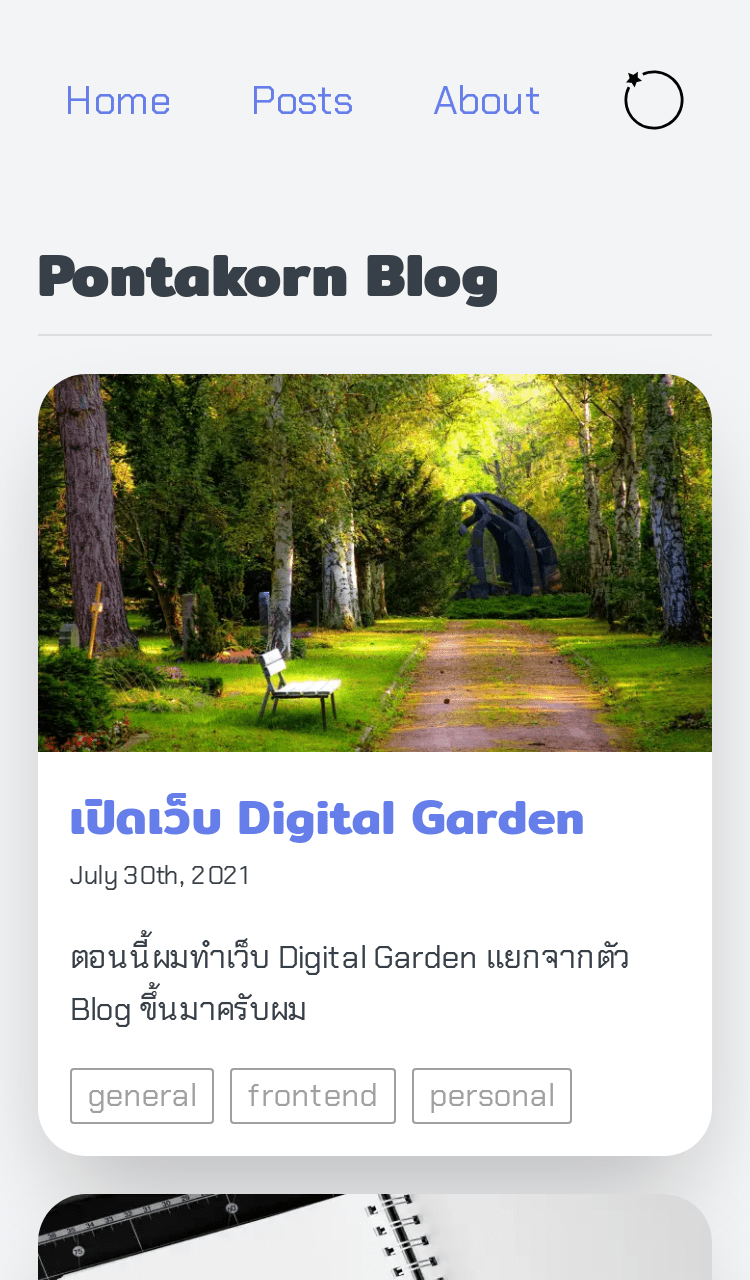 Home Posts About
Pontakorn Blog
เปิดเว็บ Digital Garden
July 30th, 2021
ตอนนี้ผมทำเว็บ Digital Garden แยกจากตัว
Blog ขึ้นมาครับผม
general frontend personal